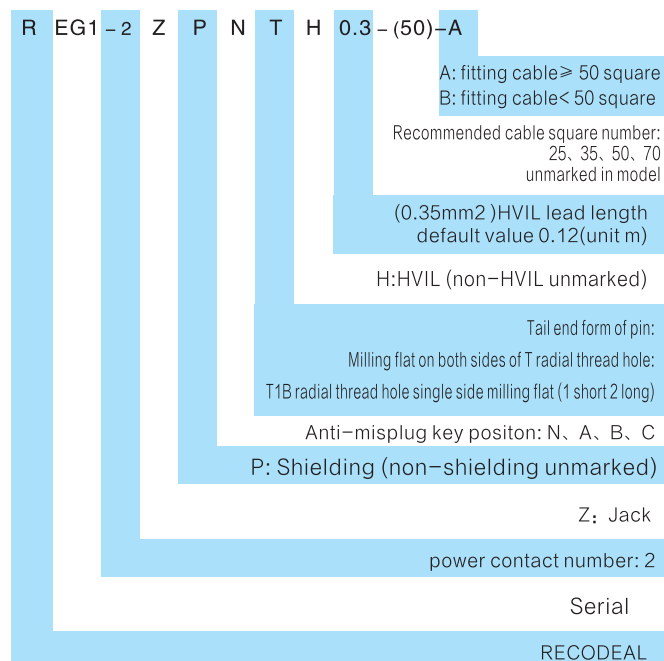 R EG1-2 Z P N T H 0.3-(50)-A
A: fitting cable≥ 50 square
B: fitting cable< 50 square
Recommended cable square number:
25、35、50、70
unmarked in model
(0.35mm2 )HVIL lead length
default value 0.12(unit m)
H:HVIL (non-HVIL unmarked)
Tail end form of pin:
Milling flat on both sides of T radial thread hole:
T1B radial thread hole single side milling flat (1 short 2 long)
Anti-misplug key positon: N、A、B、C
P: Shielding (non-shielding unmarked)
Z: Jack
power contact number: 2
Serial
RECODEAL